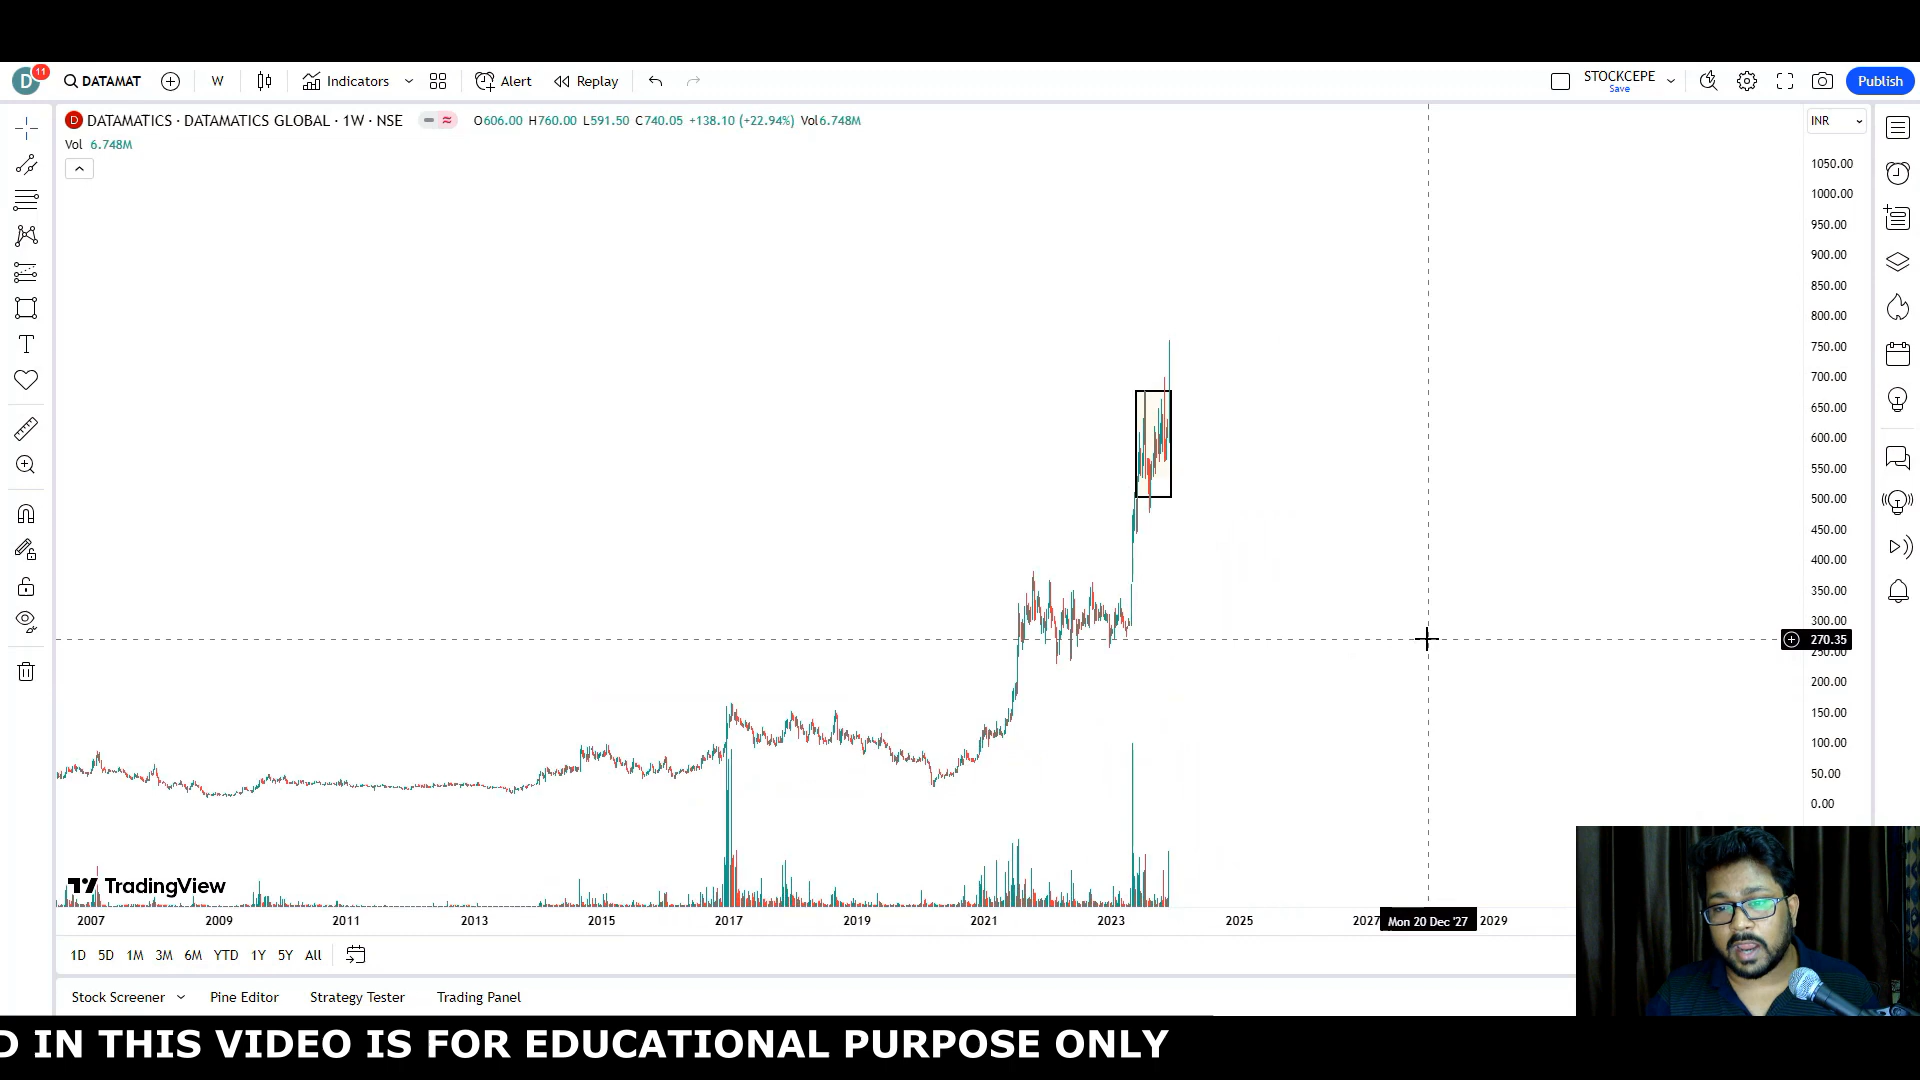 D
11
DATAMAT
W
Indicators
Alert
Replay
STOCKCEPE
Save
Publish
D
DATAMATICS · DATAMATICS GLOBAL · 1W · NSE
O606.00 H760.00 L591.50 C740.05 +138.10 (+22.94%) Vol6.748M
INR
Vol 6.748M
1050.00
1000.00
950.00
900.00
850.00
800.00
750.00
700.00
650.00
600.00
550.00
500.00
450.00
400.00
350.00
300.00
270.35
250.00
200.00
150.00
100.00
50.00
0.00
TradingView
2007 2009 2011 2013 2015 2017 2019 2021 2023 2025 2027 Mon 20 Dec '27 2029
1D 5D 1M 3M 6M YTD 1Y 5Y All
Stock Screener Pine Editor Strategy Tester Trading Panel
D IN THIS VIDEO IS FOR EDUCATIONAL PURPOSE ONLY